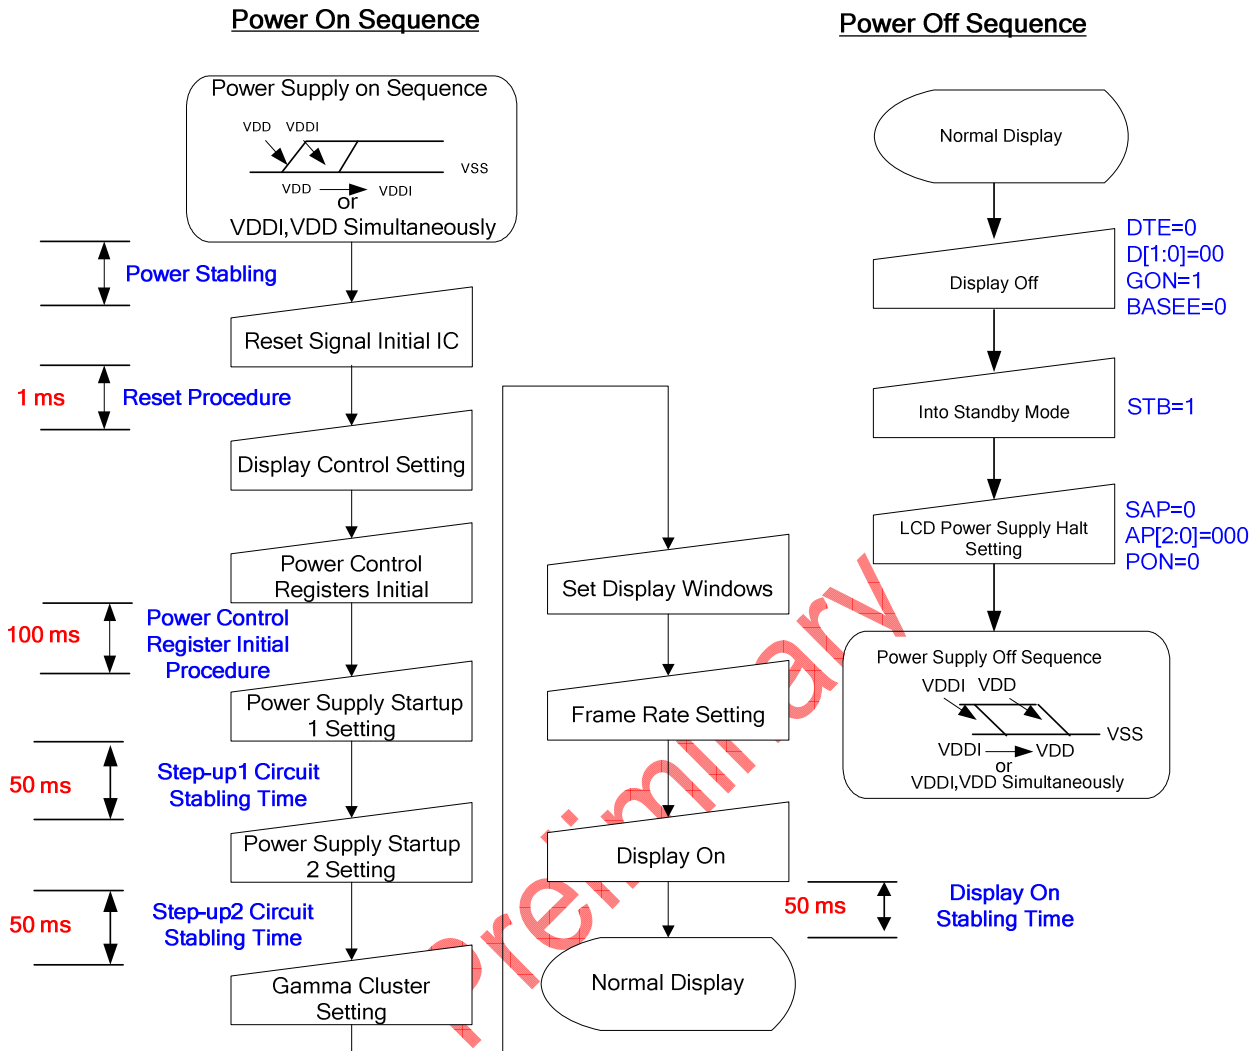 Power On Sequence
Power Supply on Sequence
VDD VDDI
VSS
VDD VDDI
or
VDDI,VDD Simultaneously
Power Stabling
Reset Signal Initial IC
1 ms
Reset Procedure
Display Control Setting
Power Control
Registers Initial
100 ms
Power Control
Register Initial
Procedure
Power Supply Startup
1 Setting
50 ms
Step-up1 Circuit
Stabling Time
Power Supply Startup
2 Setting
50 ms
Step-up2 Circuit
Stabling Time
Gamma Cluster
Setting
Set Display Windows
Frame Rate Setting
Display On
50 ms
Display On
Stabling Time
Normal Display
Power Off Sequence
Normal Display
Display Off
DTE=0
D[1:0]=00
GON=1
BASEE=0
Into Standby Mode
STB=1
LCD Power Supply Halt
Setting
SAP=0
AP[2:0]=000
PON=0
Power Supply Off Sequence
VDDI VDD
VSS
VDDI VDD
or
VDDI,VDD Simultaneously
Preliminary